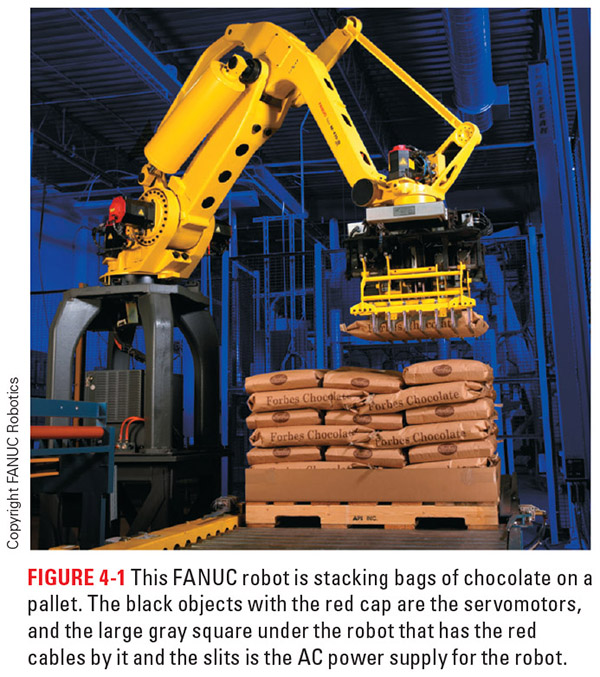 Forbes Chocolate
Forbes Chocolate
Forbes Chocolate
Forbes Chocolate
Forbes Chocolate
AFI INC.
Copyright FANUC Robotics
FIGURE 4-1 This FANUC robot is stacking bags of chocolate on a
pallet. The black objects with the red cap are the servomotors,
and the large gray square under the robot that has the red
cables by it and the slits is the AC power supply for the robot.